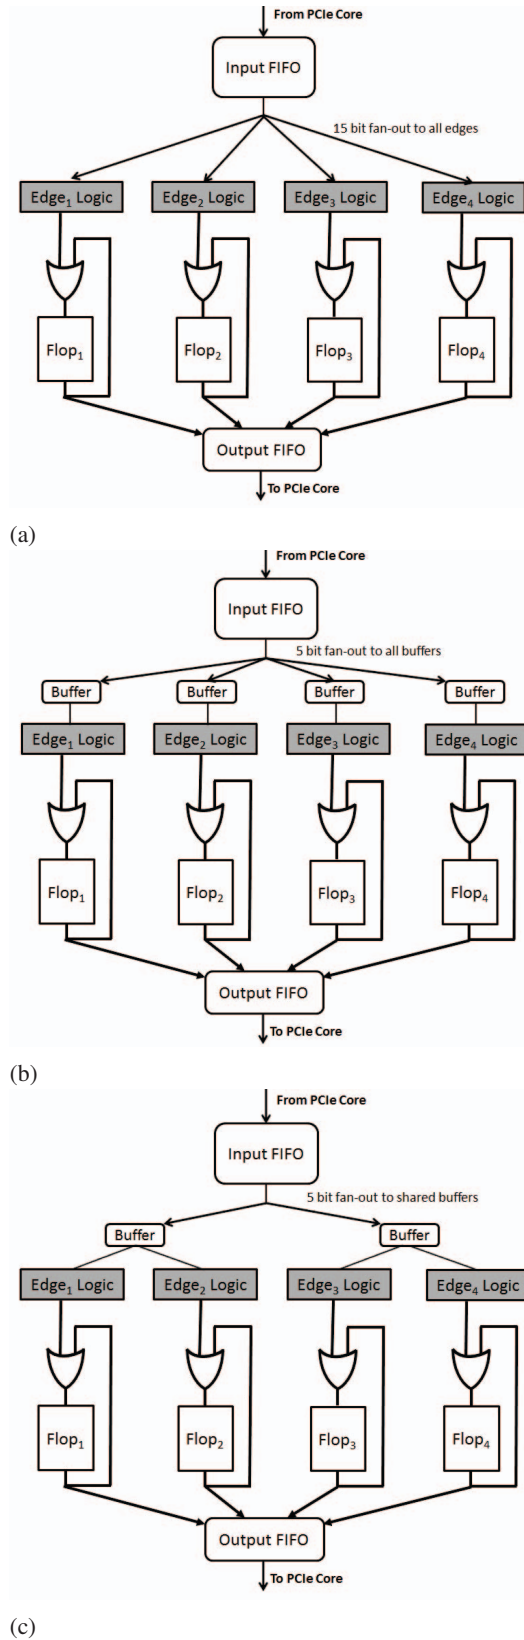 From PCIe Core
Input FIFO
15 bit fan-out to all edges
Edge₁ Logic Edge₂ Logic Edge₃ Logic Edge₄ Logic
Flop₁ Flop₂ Flop₃ Flop₄
Output FIFO
To PCIe Core
(a)
From PCIe Core
Input FIFO
5 bit fan-out to all buffers
Buffer Buffer Buffer Buffer
Edge₁ Logic Edge₂ Logic Edge₃ Logic Edge₄ Logic
Flop₁ Flop₂ Flop₃ Flop₄
Output FIFO
To PCIe Core
(b)
From PCIe Core
Input FIFO
5 bit fan-out to shared buffers
Buffer Buffer
Edge₁ Logic Edge₂ Logic Edge₃ Logic Edge₄ Logic
Flop₁ Flop₂ Flop₃ Flop₄
Output FIFO
To PCIe Core
(c)